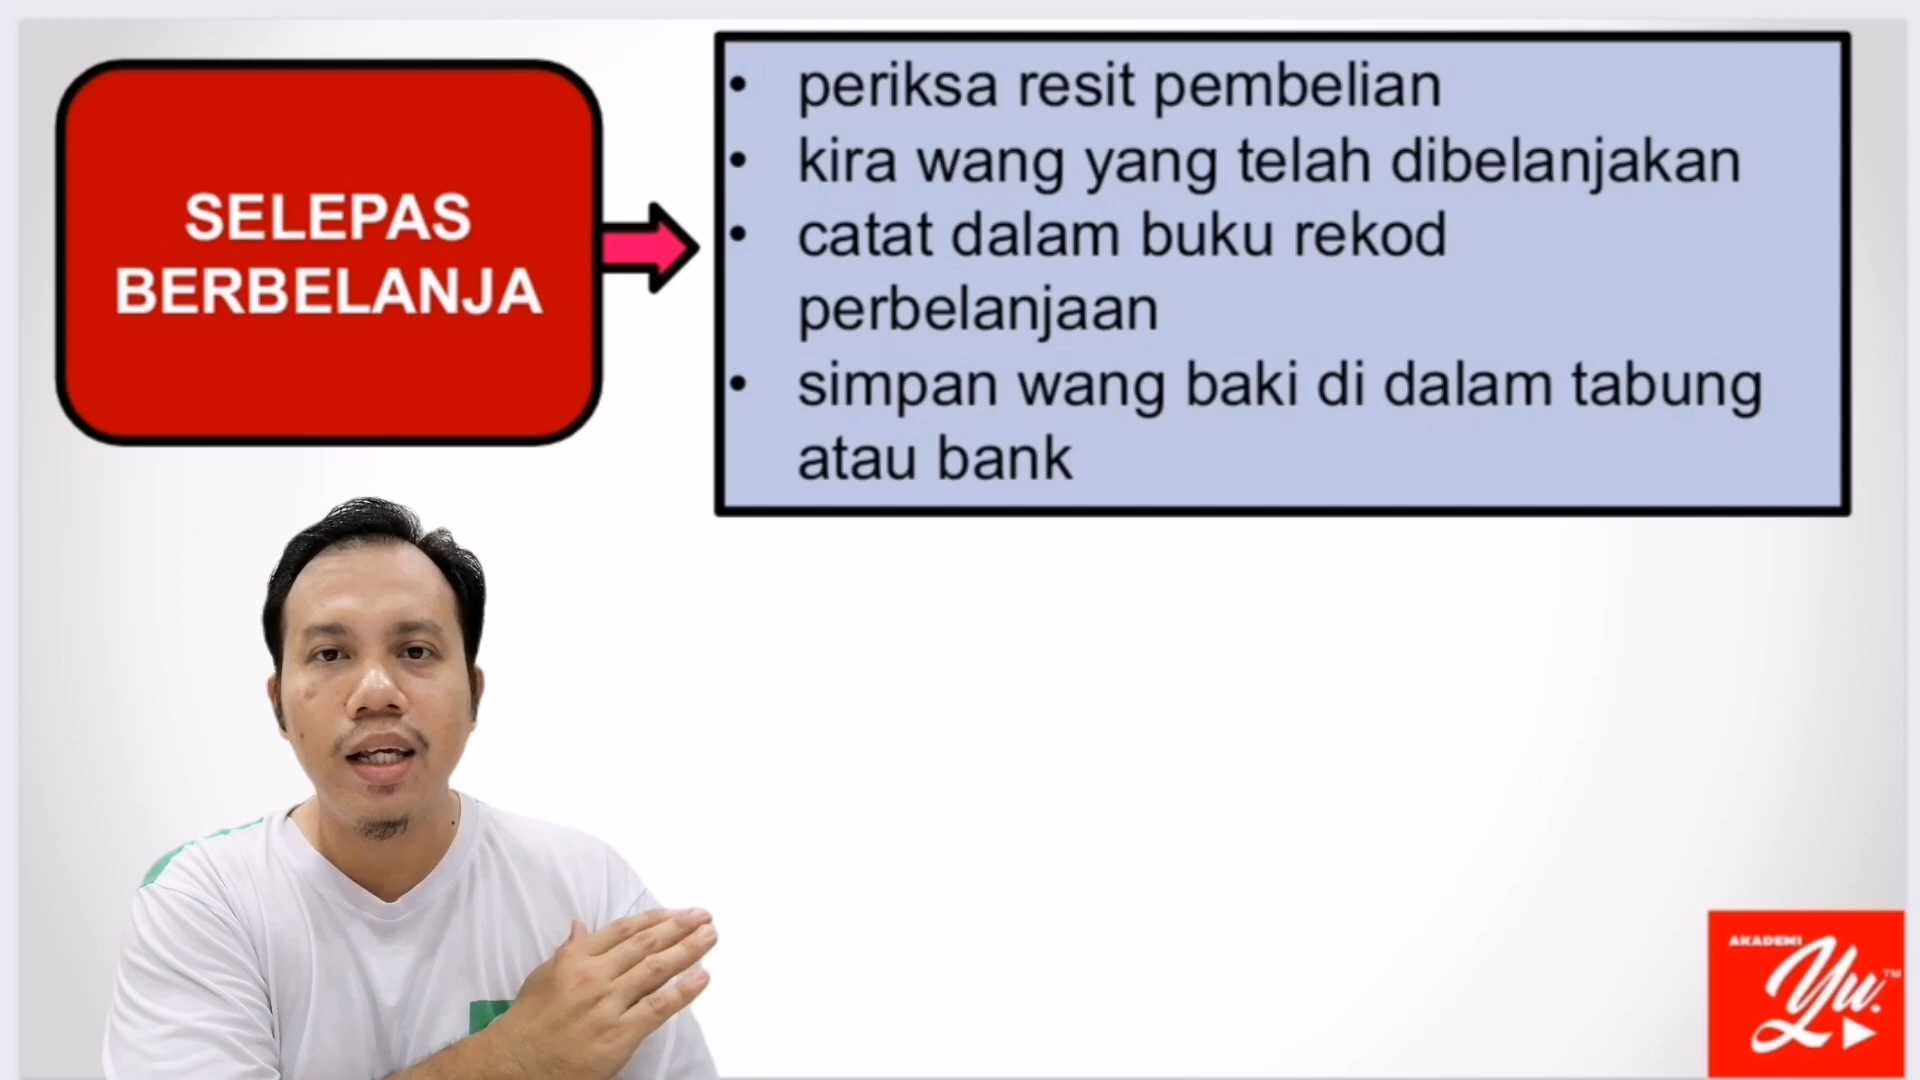 SELEPAS
BERBELANJA
• periksa resit pembelian
• kira wang yang telah dibelanjakan
• catat dalam buku rekod
perbelanjaan
• simpan wang baki di dalam tabung
atau bank
AKADEMI
Yu.™